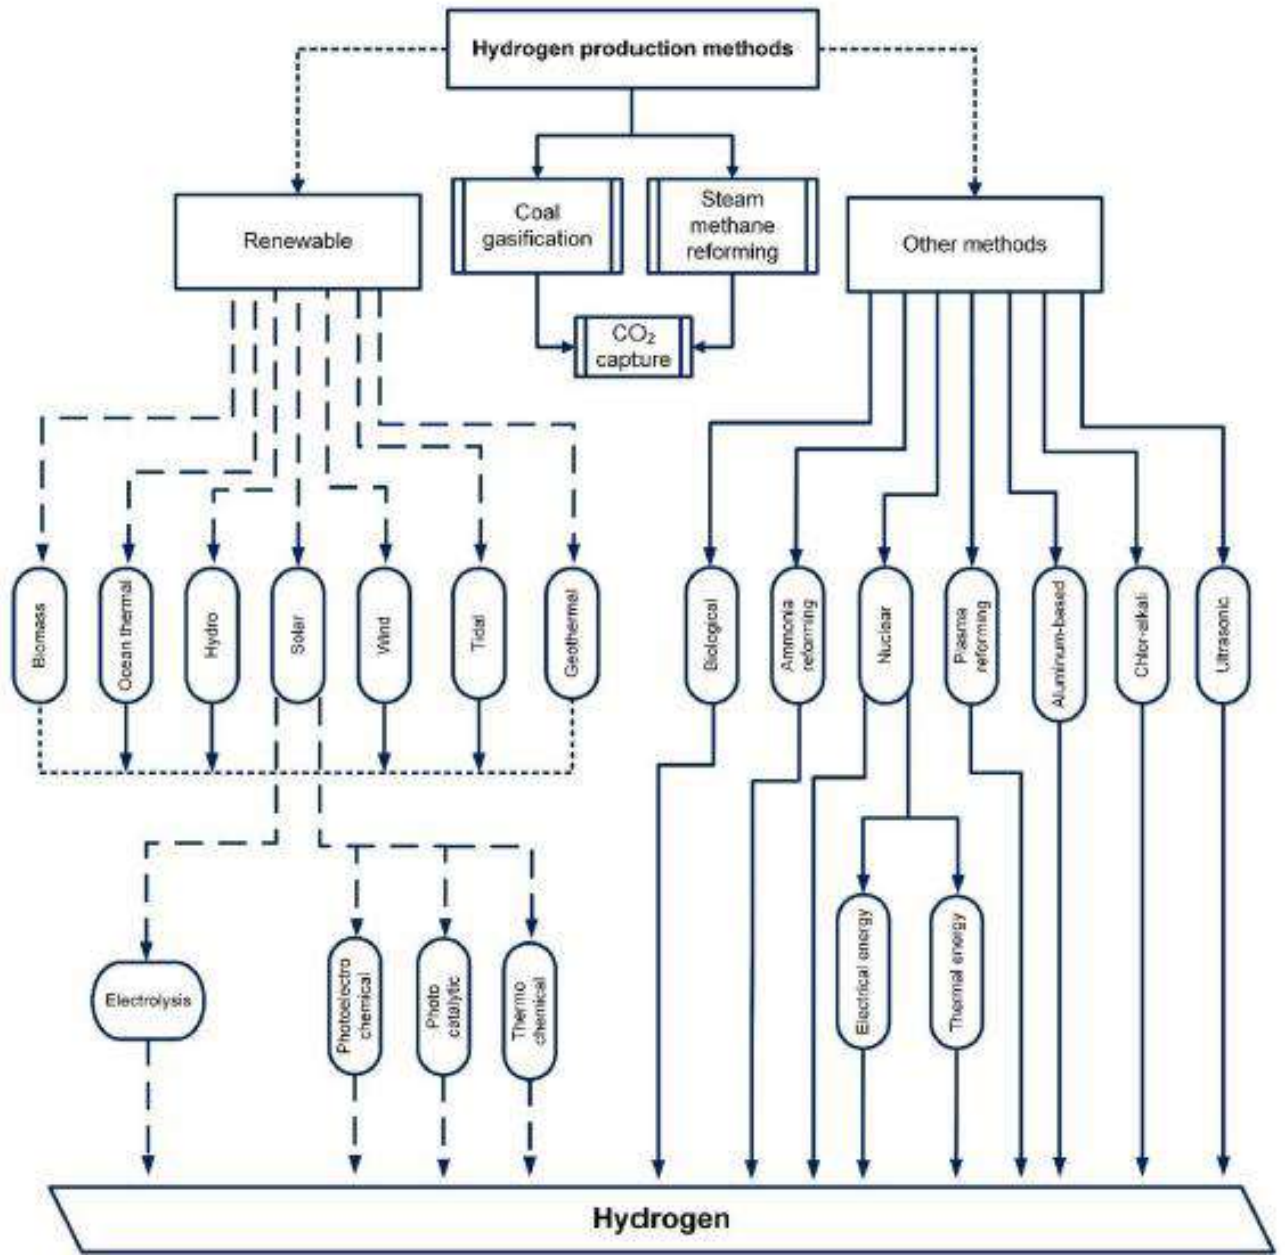 Hydrogen production methods
Renewable
Coal
gasification
Steam
methane
reforming
Other methods
CO₂
capture
Biomass
Ocean thermal
Hydro
Solar
Wind
Tidal
Geothermal
Biological
Ammonia
reforming
Nuclear
Plasma
reforming
Aluminum-based
Chlor-alkali
Ultrasonic
Electrolysis
Photoelectro
chemical
Photo
catalytic
Thermo
chemical
Electrical energy
Thermal energy
Hydrogen